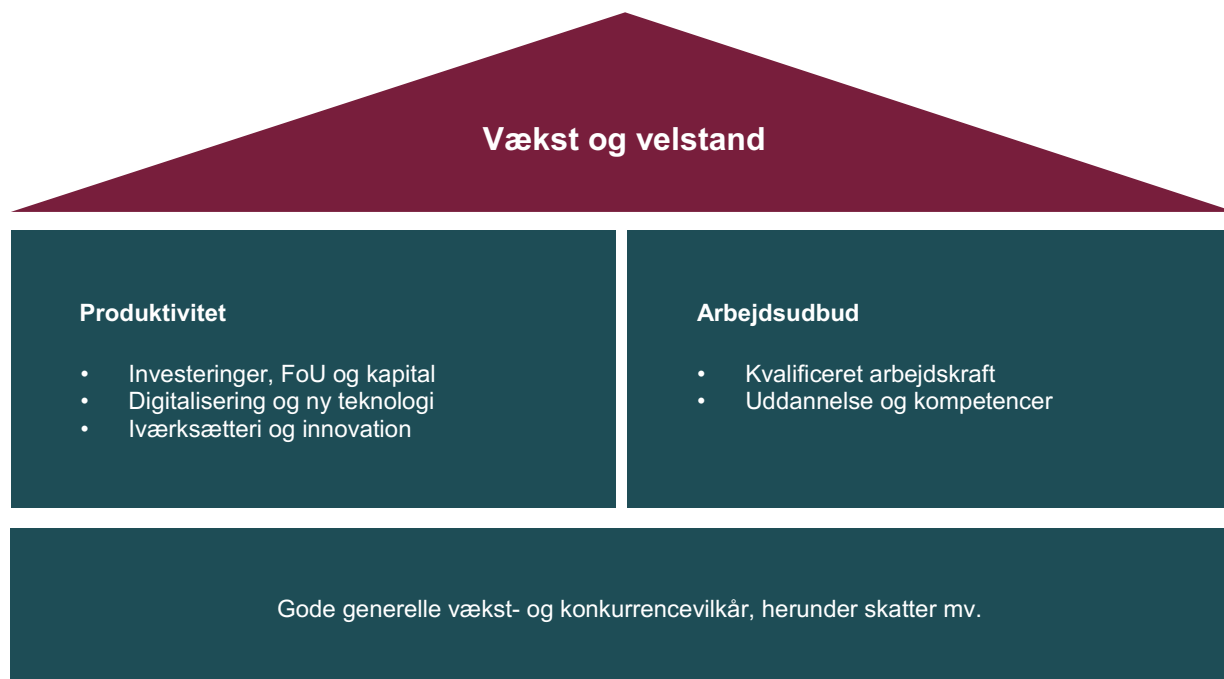 Vækst og velstand
Produktivitet
• Investeringer, FoU og kapital
• Digitalisering og ny teknologi
• Iværksætteri og innovation
Arbejdsudbud
• Kvalificeret arbejdskraft
• Uddannelse og kompetencer
Gode generelle vækst- og konkurrencevilkår, herunder skatter mv.